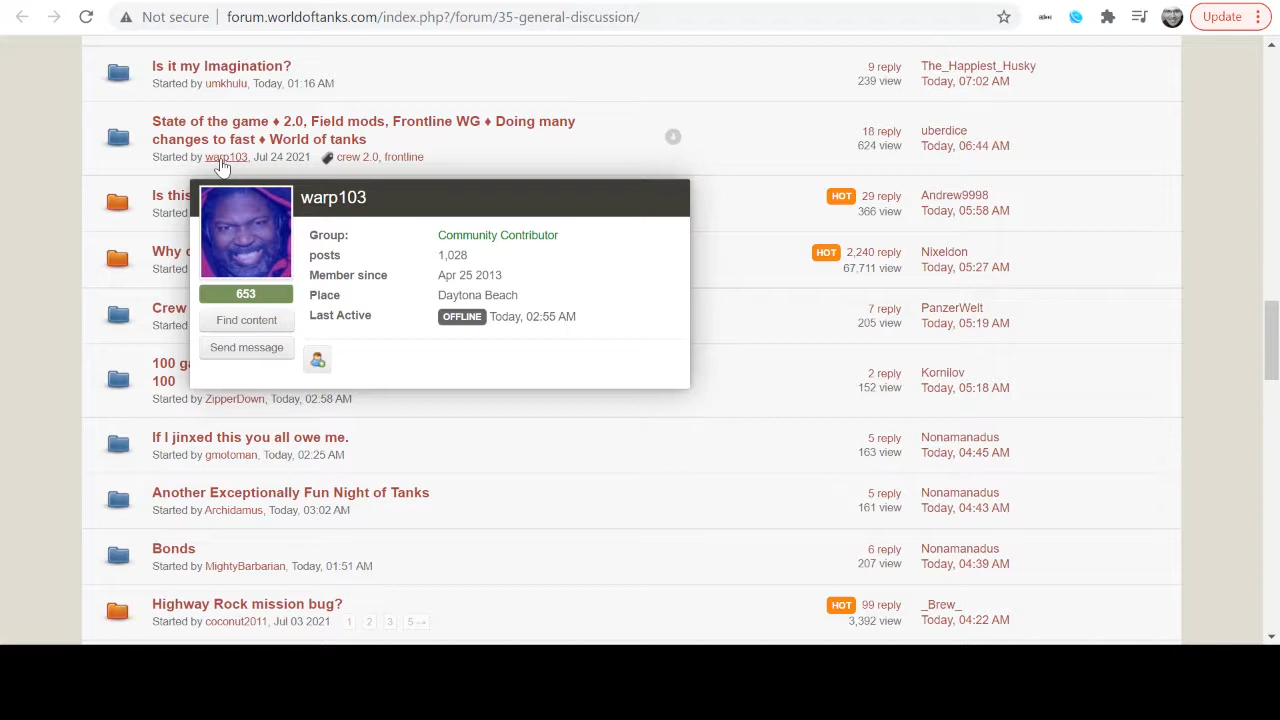 Not secure
forum.worldoftanks.com/index.php?/forum/35-general-discussion/
Update
Is it my Imagination?
Started by umkhulu, Today, 01:16 AM
9 reply
239 view
The_Happiest_Husky
Today, 07:02 AM
State of the game ♦ 2.0, Field mods, Frontline WG ♦ Doing many
changes to fast ♦ World of tanks
Started by warp103, Jul 24 2021
crew 2.0, frontline
18 reply
624 view
uberdice
Today, 06:44 AM
warp103
Group: Community Contributor
posts 1,028
Member since Apr 25 2013
Place Daytona Beach
Last Active OFFLINE Today, 02:55 AM
653
Find content
Send message
Is this
Started
HOT 29 reply
366 view
Andrew9998
Today, 05:58 AM
Why
Started
HOT 2,240 reply
67,711 view
Nixeldon
Today, 05:27 AM
Crew
Started
7 reply
205 view
PanzerWelt
Today, 05:19 AM
100
100
Started by ZipperDown, Today, 02:58 AM
2 reply
152 view
Kornilov
Today, 05:18 AM
If I jinxed this you all owe me.
Started by gmotoman, Today, 02:25 AM
5 reply
163 view
Nonamanadus
Today, 04:45 AM
Another Exceptionally Fun Night of Tanks
Started by Archidamus, Today, 03:02 AM
5 reply
161 view
Nonamanadus
Today, 04:43 AM
Bonds
Started by MightyBarbarian, Today, 01:51 AM
6 reply
207 view
Nonamanadus
Today, 04:39 AM
Highway Rock mission bug?
Started by coconut2011, Jul 03 2021 1 2 3 5 →
HOT 99 reply
3,392 view
_Brew_
Today, 04:22 AM